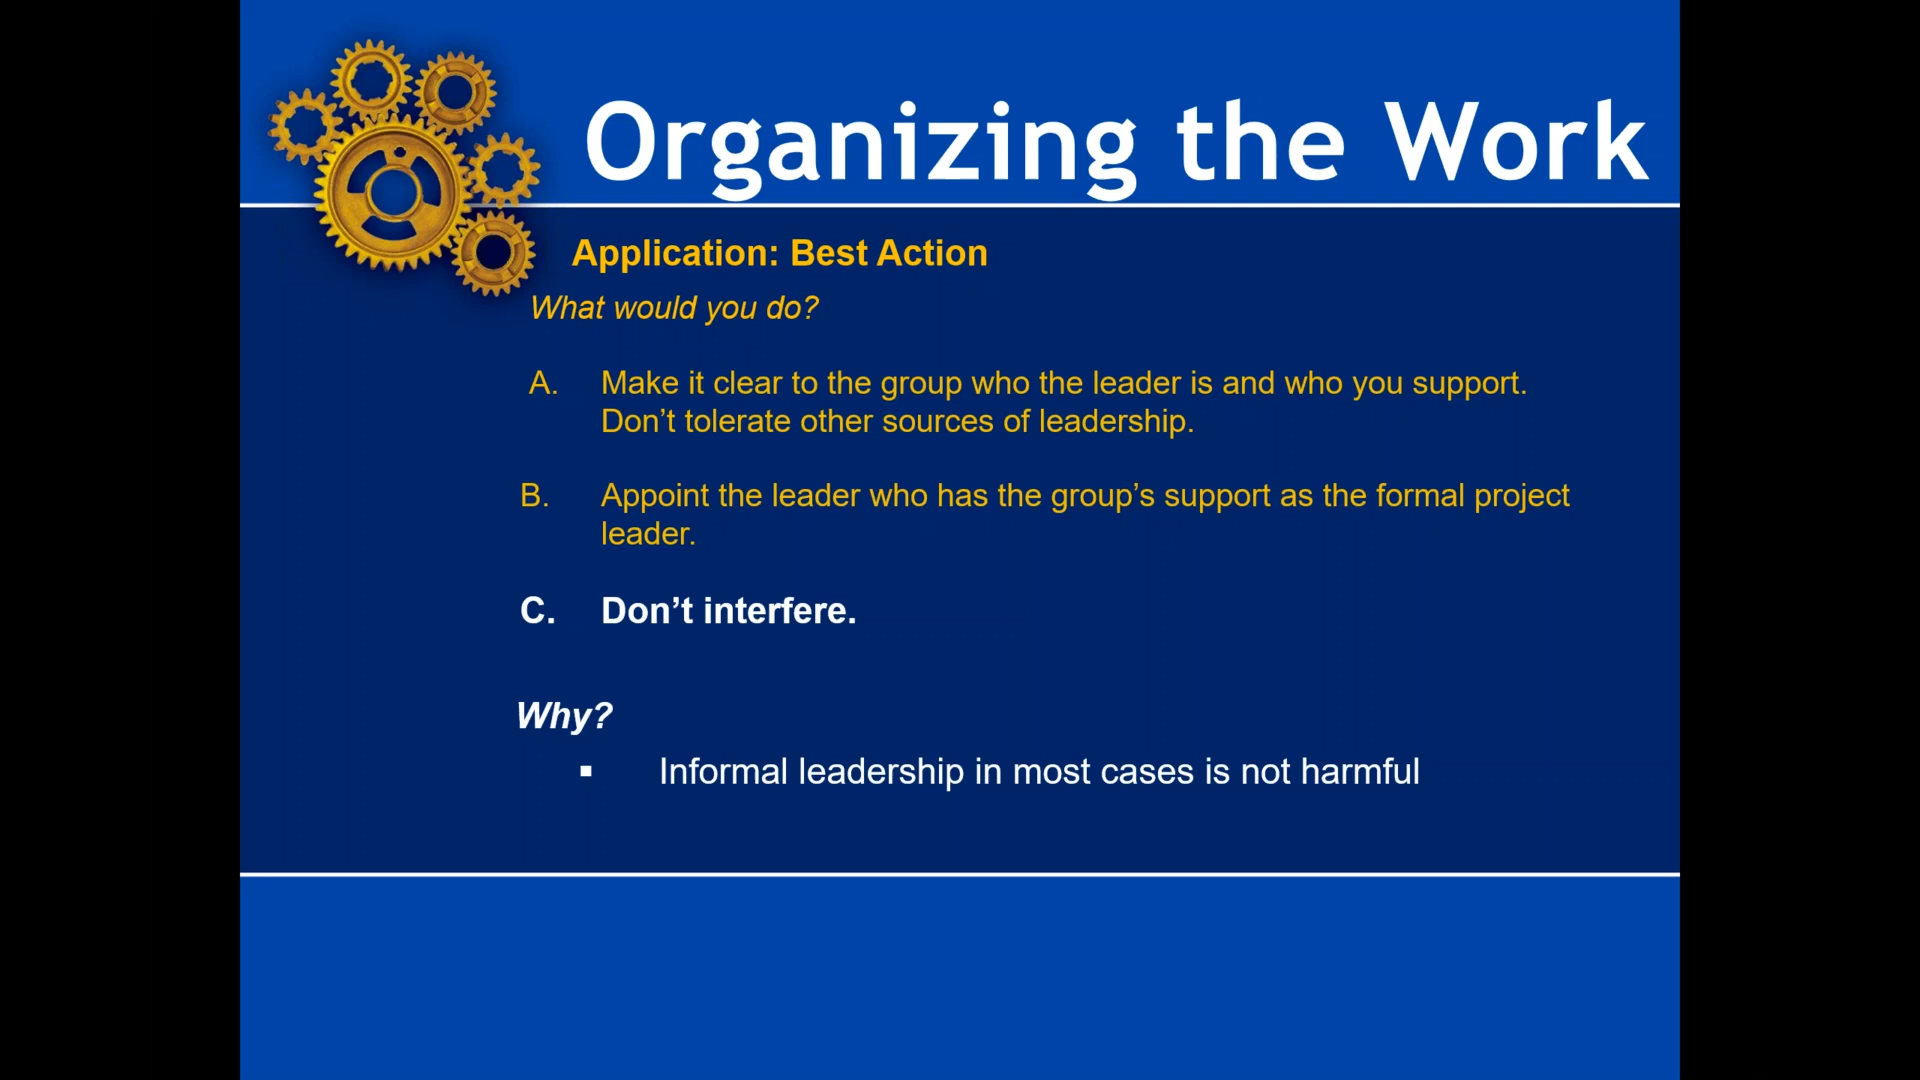 Organizing the Work
Application: Best Action
What would you do?
A. Make it clear to the group who the leader is and who you support.
Don’t tolerate other sources of leadership.
B. Appoint the leader who has the group’s support as the formal project
leader.
C. Don’t interfere.
Why?
▪ Informal leadership in most cases is not harmful